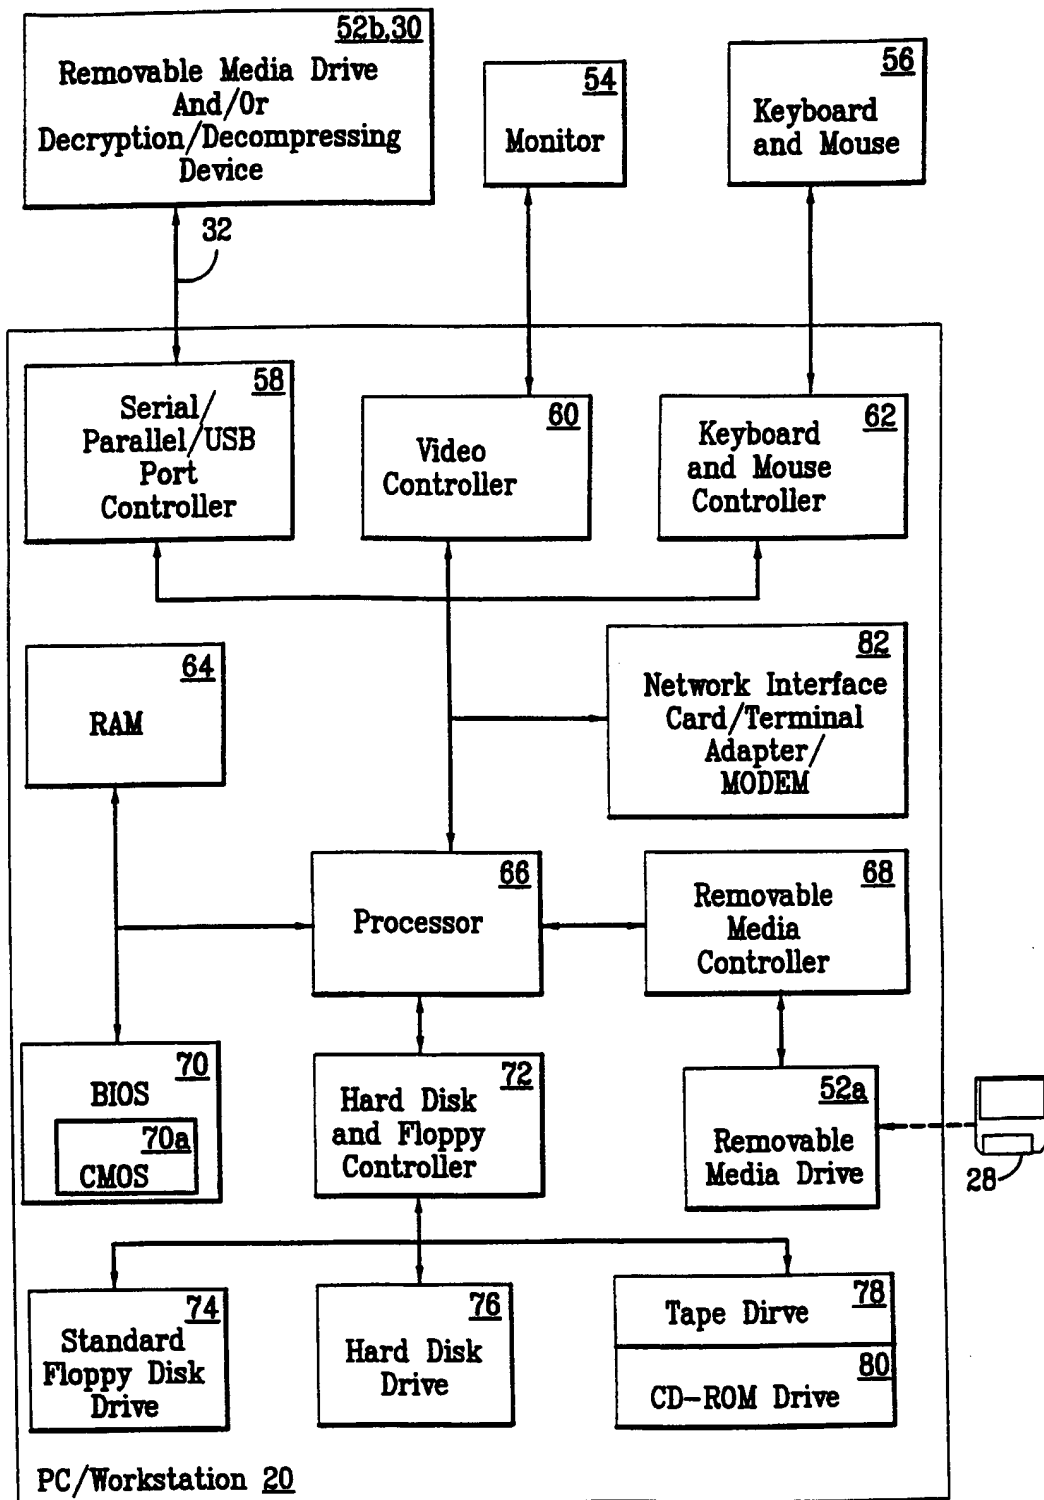 52b,30
Removable Media Drive
And/Or
Decryption/Decompressing
Device
54
Monitor
56
Keyboard
and Mouse
32
58
Serial/
Parallel/USB
Port
Controller
60
Video
Controller
62
Keyboard
and Mouse
Controller
64
RAM
82
Network Interface
Card/Terminal
Adapter/
MODEM
66
Processor
68
Removable
Media
Controller
70
BIOS
70a
CMOS
72
Hard Disk
and Floppy
Controller
52a
Removable
Media Drive
28
74
Standard
Floppy Disk
Drive
76
Hard Disk
Drive
78
Tape Dirve
80
CD-ROM Drive
PC/Workstation 20